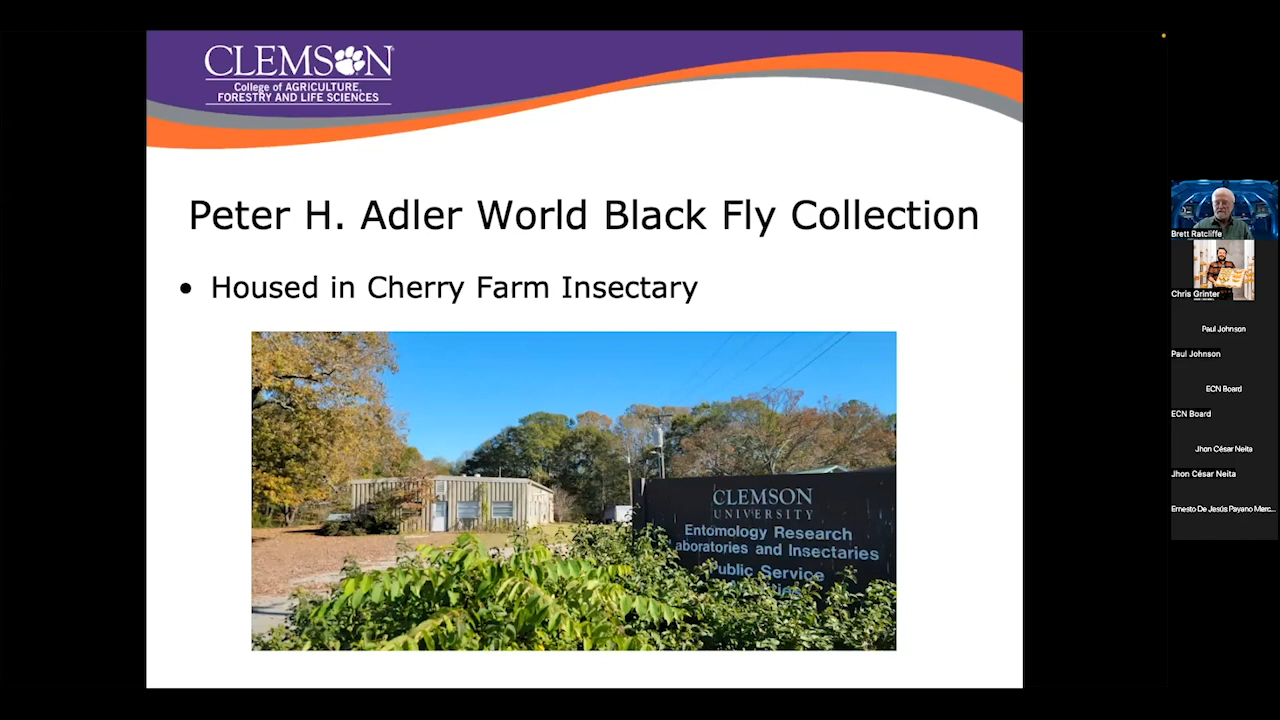 CLEMSON
College of AGRICULTURE,
FORESTRY AND LIFE SCIENCES
Peter H. Adler World Black Fly Collection
• Housed in Cherry Farm Insectary
CLEMSON
UNIVERSITY
Entomology Research
aboratories and Insectaries
Public Service
Brett Ratcliffe
Chris Grinter
Paul Johnson
Paul Johnson
ECN Board
ECN Board
Jhon César Neita
Jhon César Neita
Ernesto De Jesús Payano Merc...